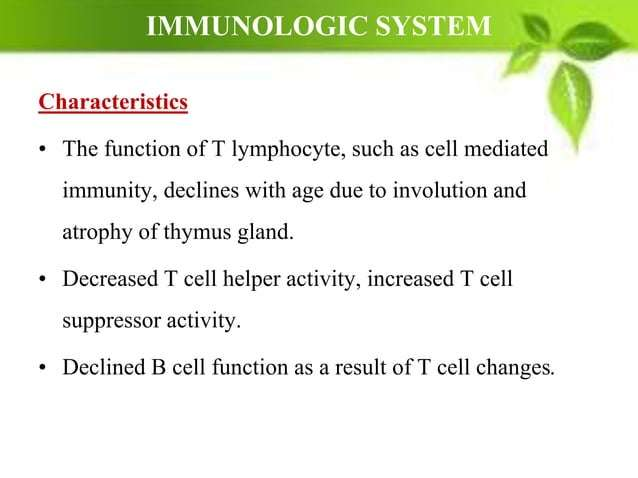 IMMUNOLOGIC SYSTEM
Characteristics
• The function of T lymphocyte, such as cell mediated
immunity, declines with age due to involution and
atrophy of thymus gland.
• Decreased T cell helper activity, increased T cell
suppressor activity.
• Declined B cell function as a result of T cell changes.